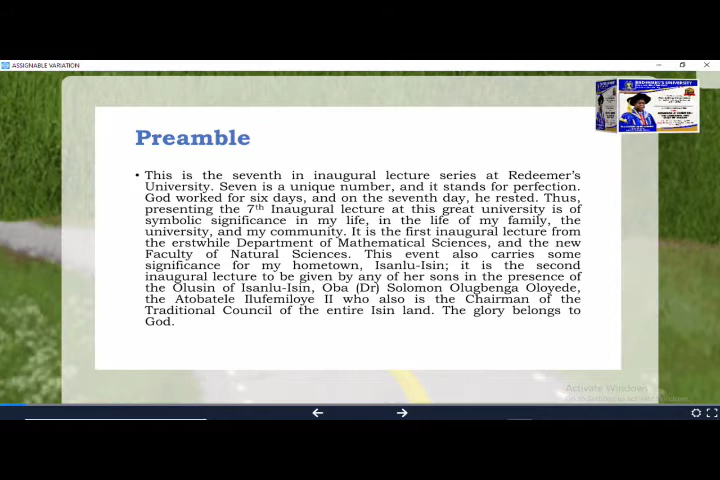 ASSIGNABLE VARIATION
REDEEMER'S UNIVERSITY
Preamble
• This is the seventh in inaugural lecture series at Redeemer's
University. Seven is a unique number, and it stands for perfection.
God worked for six days, and on the seventh day, he rested. Thus,
presenting the 7th Inaugural lecture at this great university is of
symbolic significance in my life, in the life of my family, the
university, and my community. It is the first inaugural lecture from
the erstwhile Department of Mathematical Sciences, and the new
Faculty of Natural Sciences. This event also carries some
significance for my hometown, Isanlu-Isin; it is the second
inaugural lecture to be given by any of her sons in the presence of
the Olusin of Isanlu-Isin, Oba (Dr) Solomon Olugbenga Oloyede,
the Atobatele Ilufemiloye II who also is the Chairman of the
Traditional Council of the entire Isin land. The glory belongs to
God.
Activate Windows
Go to Settings to activate Windows.